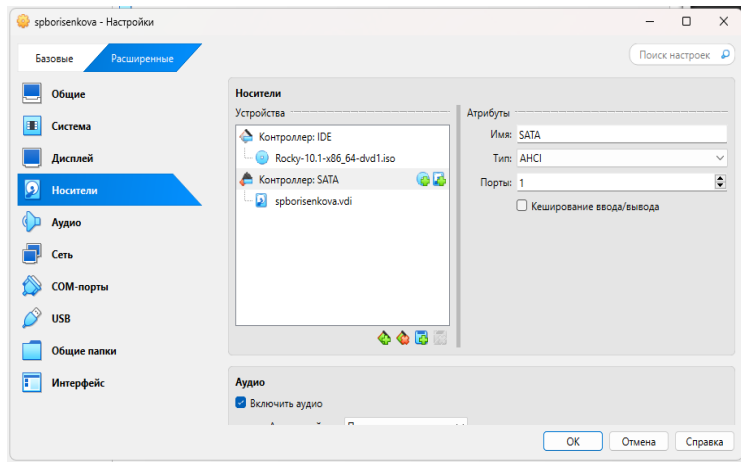 spborisenkova - Настройки
Базовые
Расширенные
Поиск настроек
Общие
Система
Дисплей
Носители
Аудио
Сеть
COM-порты
USB
Общие папки
Интерфейс
Носители
Устройства
Контроллер: IDE
Rocky-10.1-x86_64-dvd1.iso
Контроллер: SATA
spborisenkova.vdi
Атрибуты
Имя: SATA
Тип: AHCI
Порты: 1
Кеширование ввода/вывода
Аудио
Включить аудио
OK
Отмена
Справка